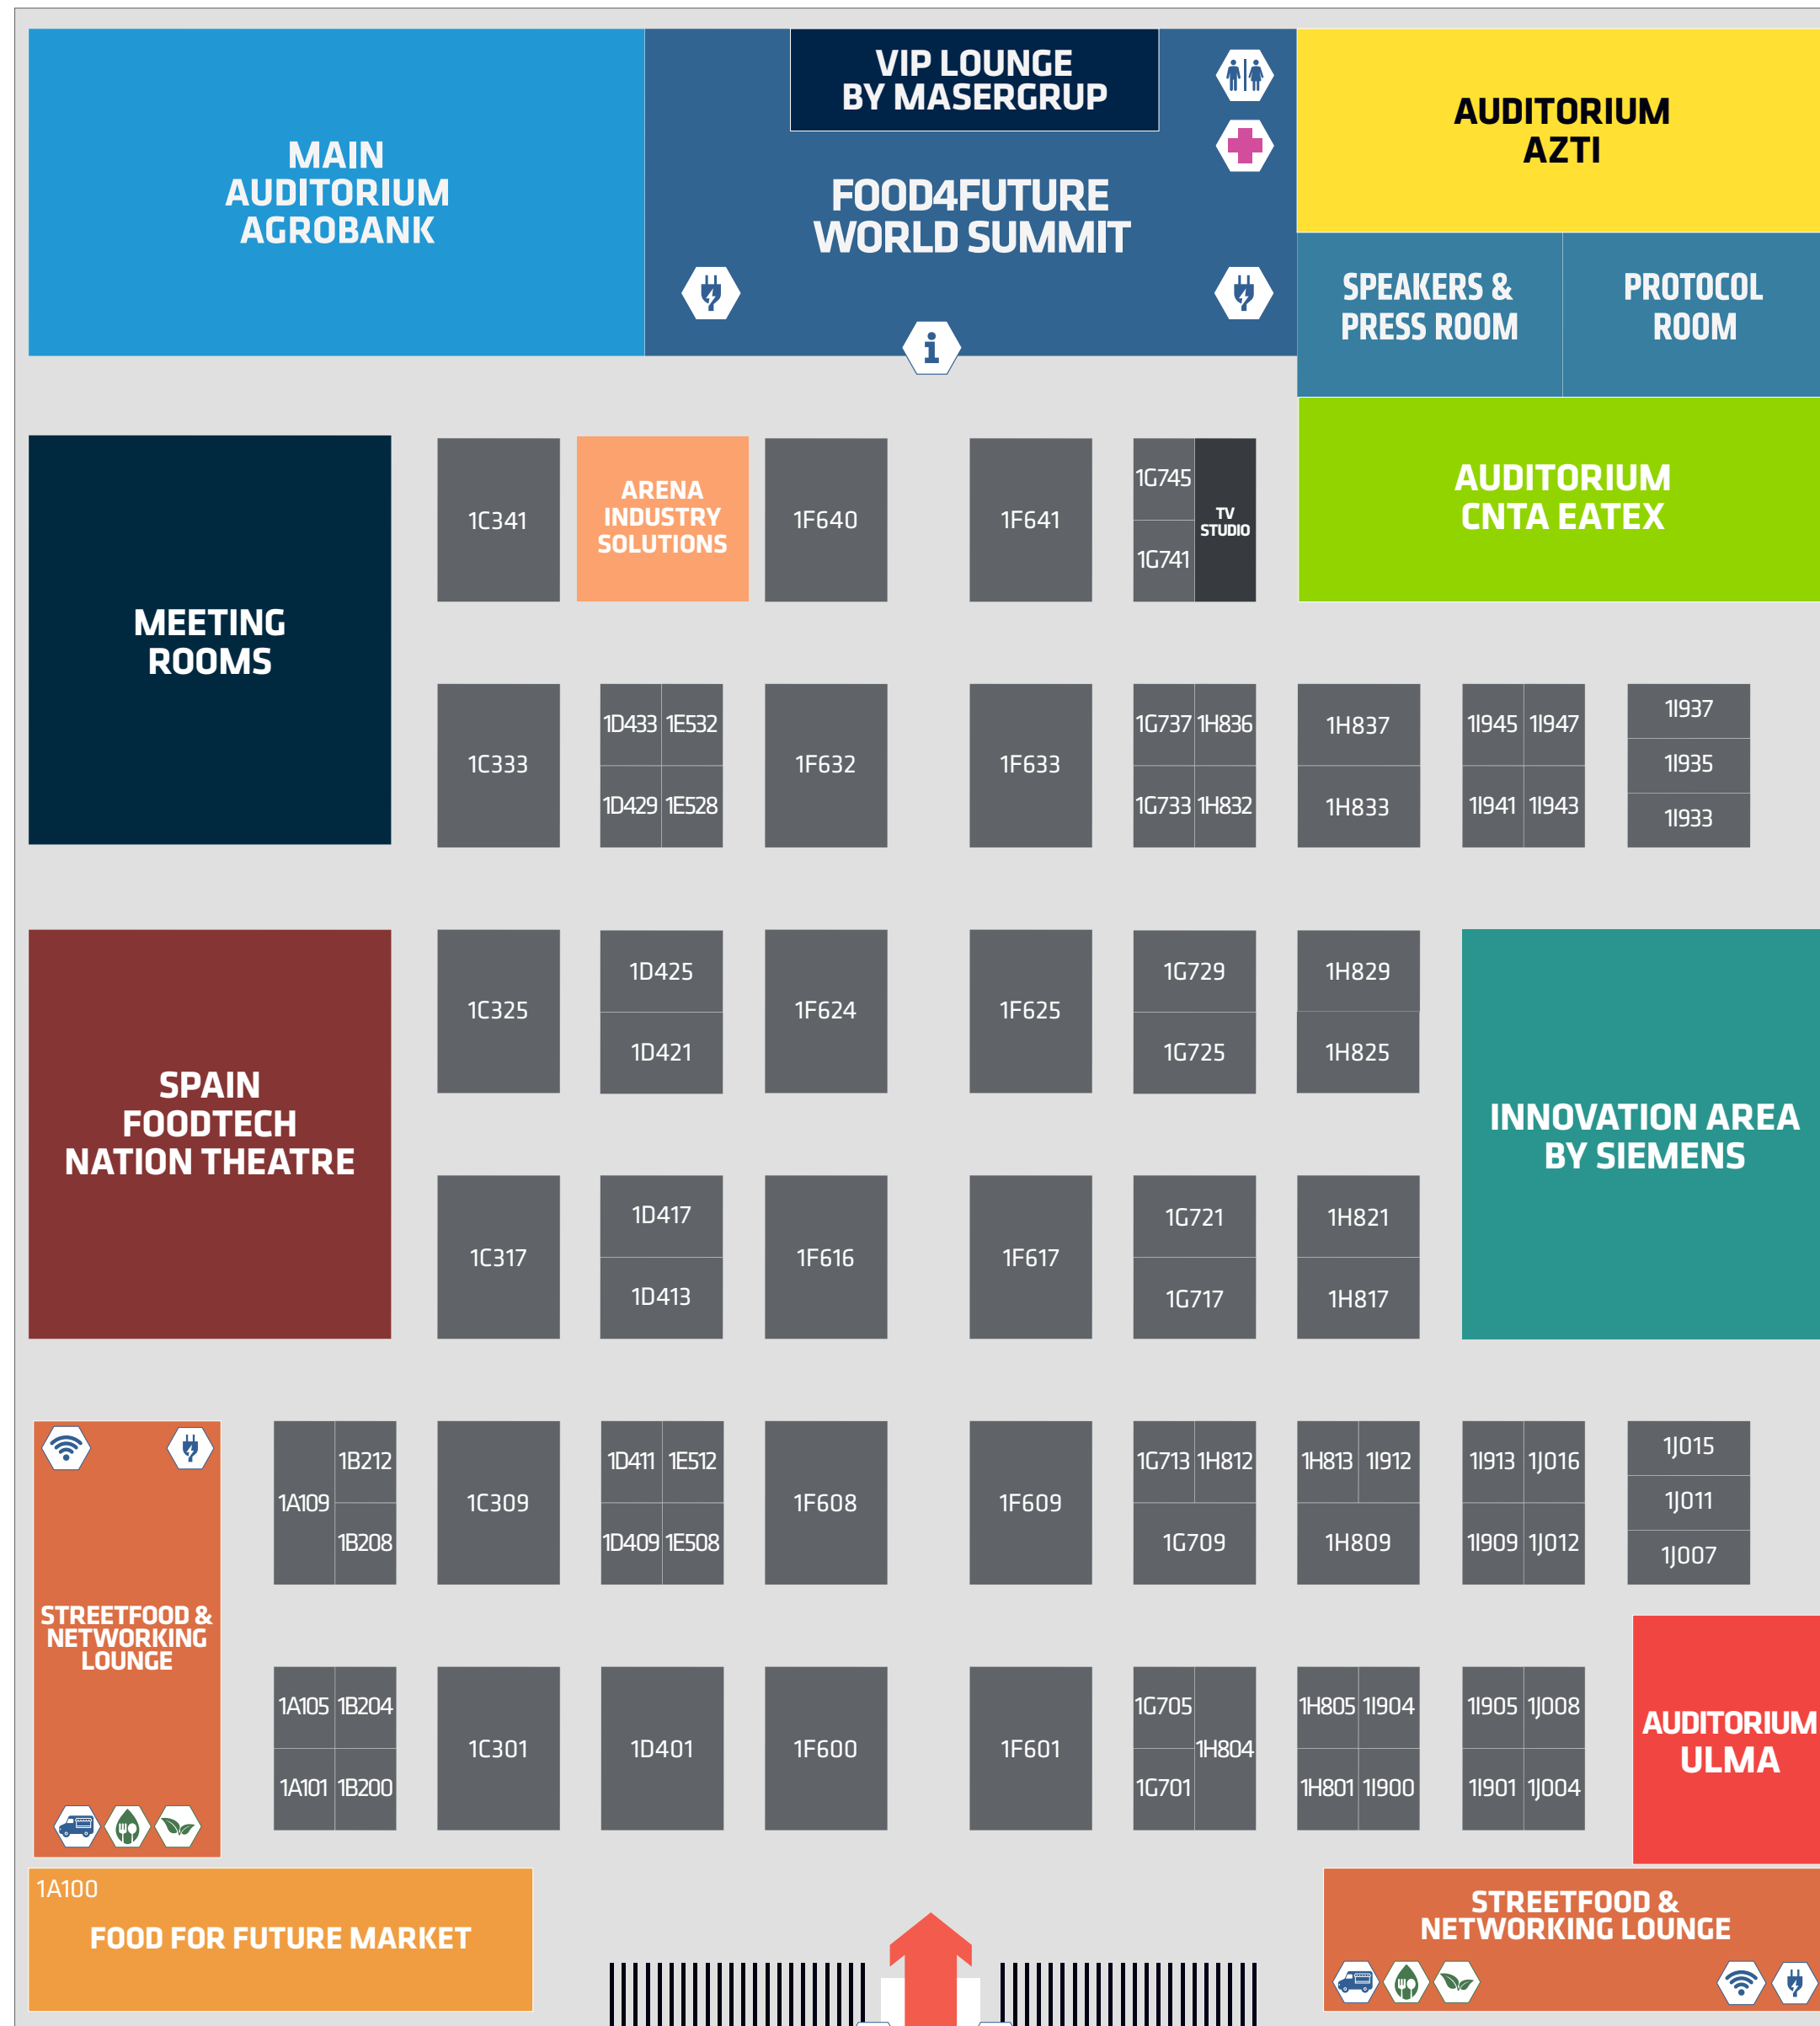 VIP LOUNGE
BY MASERGRUP
MAIN
AUDITORIUM
AGROBANK
FOOD4FUTURE
WORLD SUMMIT
i
AUDITORIUM
AZTI
SPEAKERS &
PRESS ROOM
PROTOCOL
ROOM
AUDITORIUM
CNTA EATEX
MEETING
ROOMS
1C341
ARENA
INDUSTRY
SOLUTIONS
1F640
1F641
1G745
1G741
TV
STUDIO
1C333
1D433 1E532
1D429 1E528
1F632
1F633
1G737 1H836
1G733 1H832
1H837
1H833
1I945 1I947
1I941 1I943
1I937
1I935
1I933
SPAIN
FOODTECH
NATION THEATRE
1C325
1D425
1D421
1F624
1F625
1G729
1G725
1H829
1H825
INNOVATION AREA
BY SIEMENS
1C317
1D417
1D413
1F616
1F617
1G721
1G717
1H821
1H817
STREETFOOD &
NETWORKING
LOUNGE
1A109
1B212
1B208
1C309
1D411 1E512
1D409 1E508
1F608
1F609
1G713 1H812
1G709
1H813 1I912
1H809
1I913 1J016
1I909 1J012
1J015
1J011
1J007
1A105 1B204
1A101 1B200
1C301
1D401
1F600
1F601
1G705
1G701
1H804
1H805 1I904
1H801 1I900
1I905 1J008
1I901 1J004
AUDITORIUM
ULMA
1A100
FOOD FOR FUTURE MARKET
STREETFOOD &
NETWORKING LOUNGE